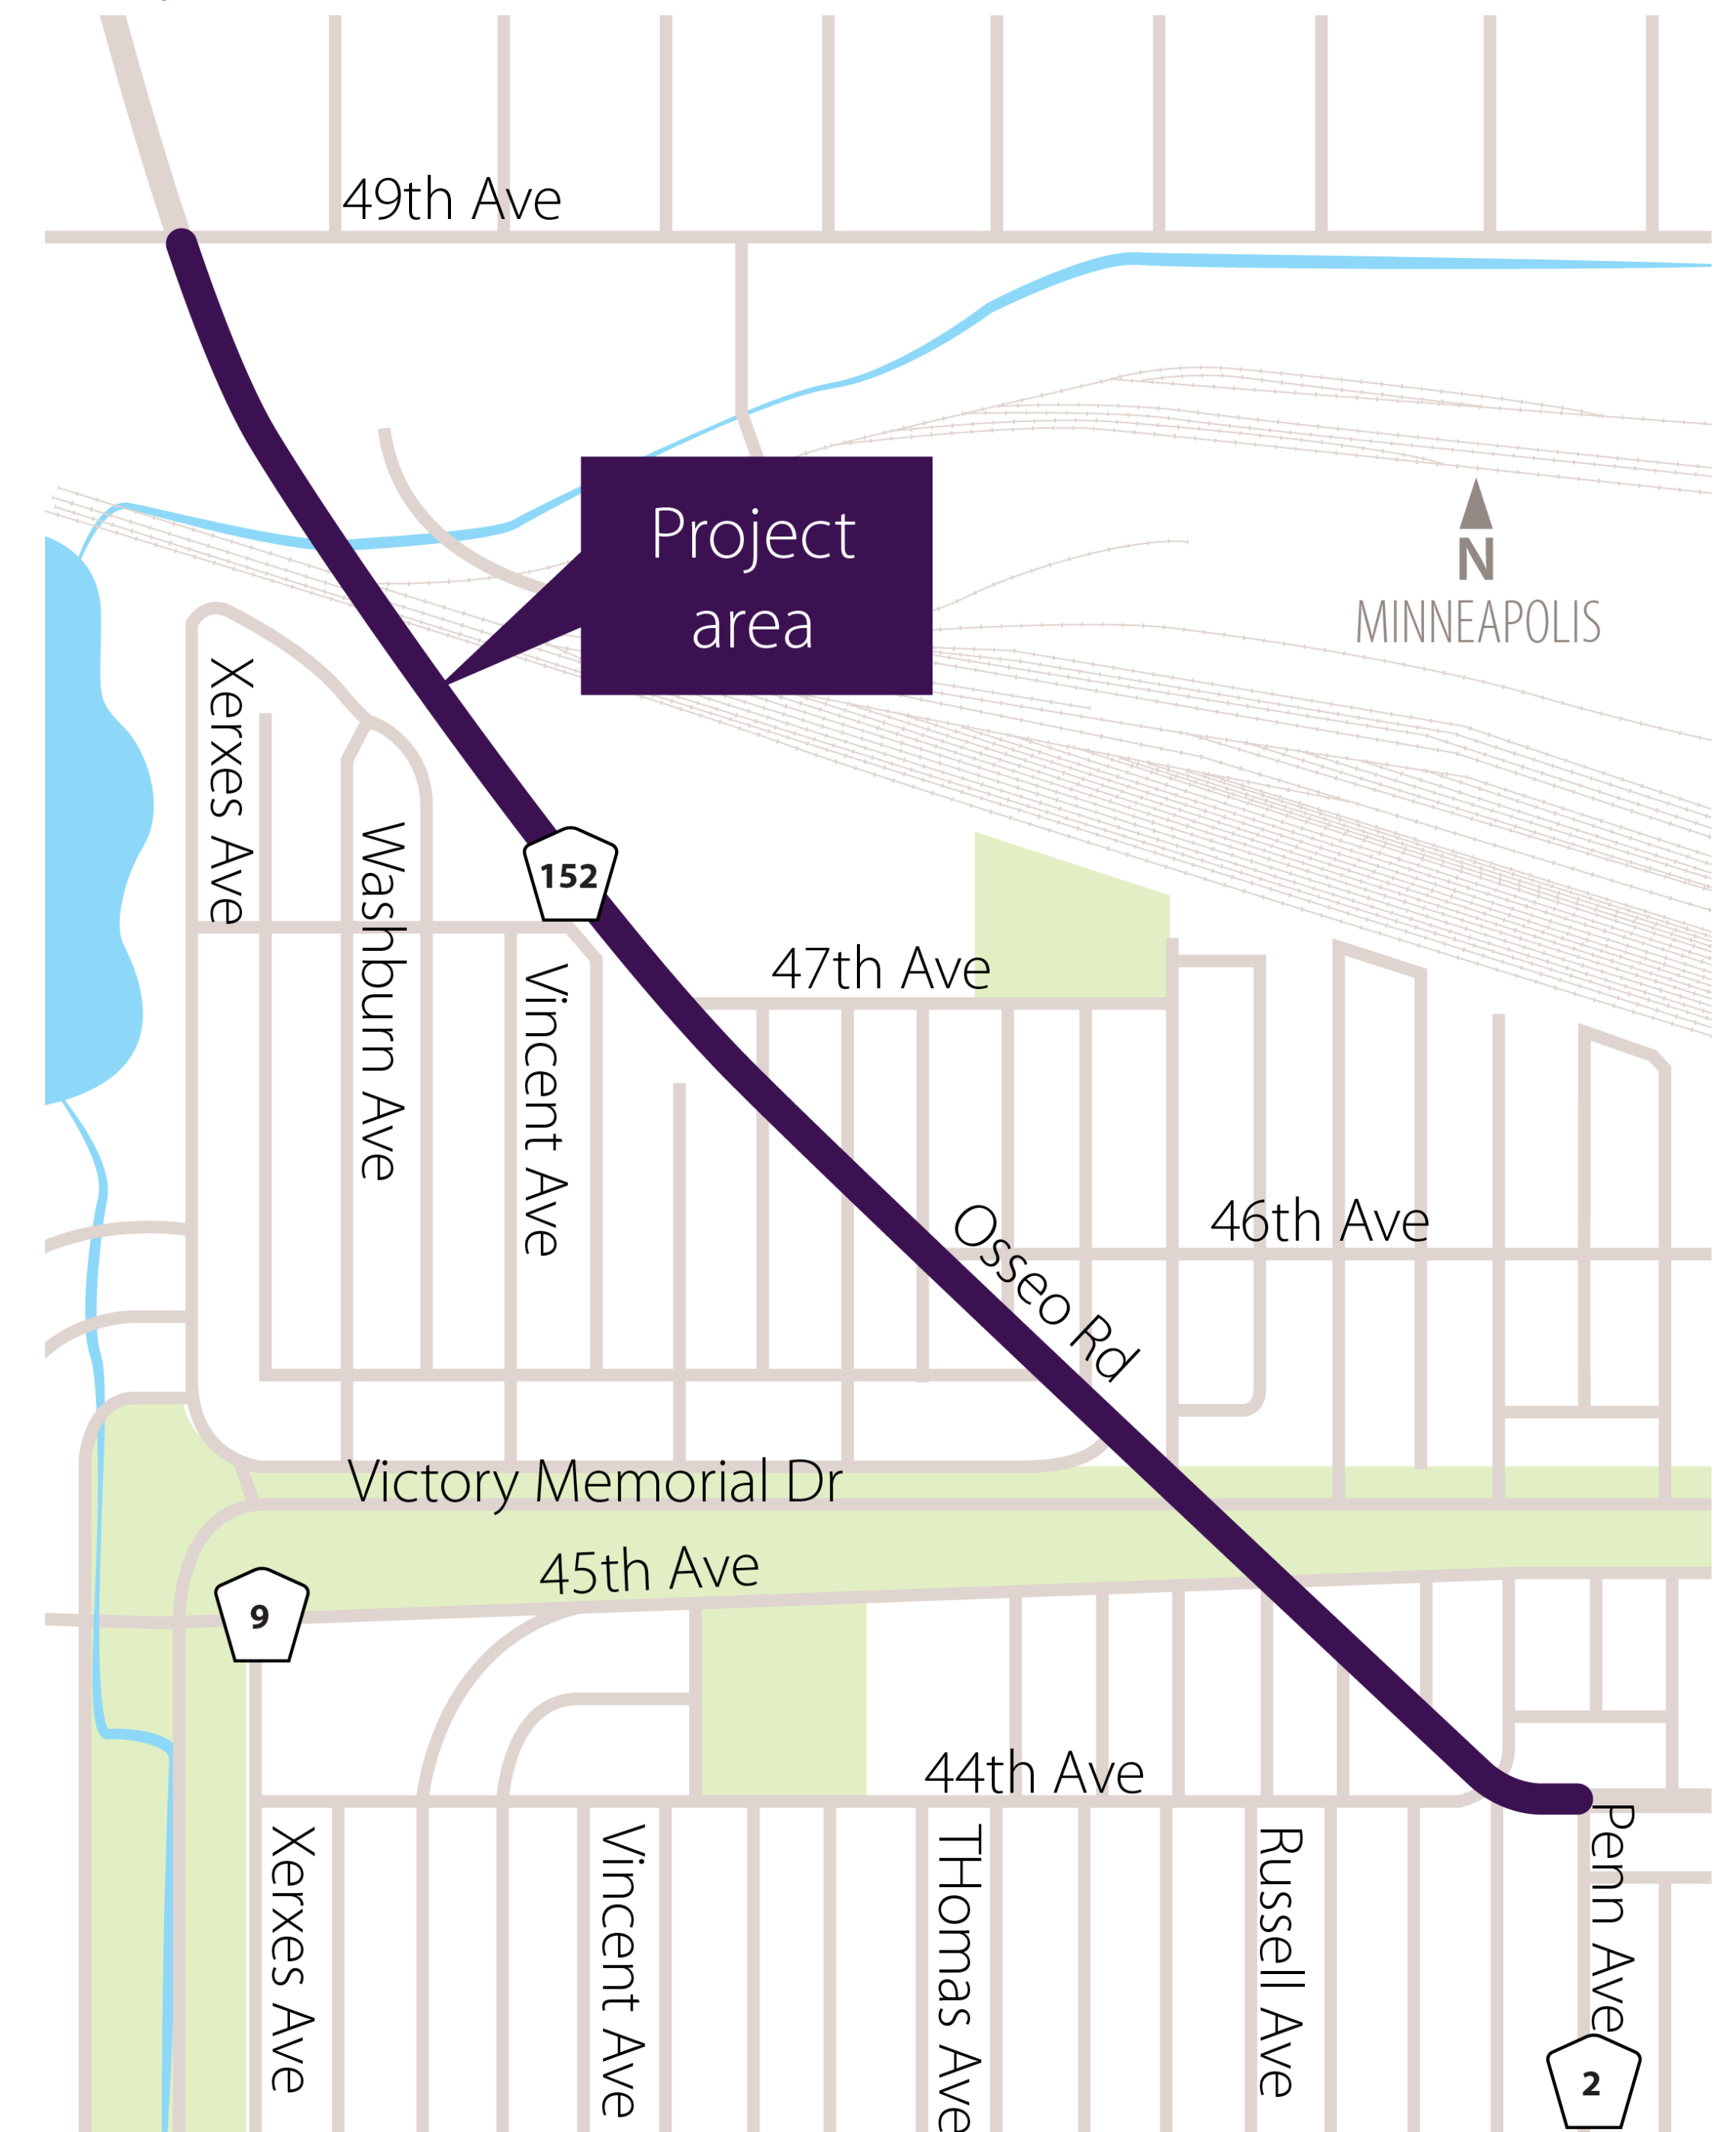 49th Ave
Project
area
N
MINNEAPOLIS
Xerxes Ave
Washburn Ave
152
Vincent Ave
47th Ave
46th Ave
Osseo Rd
Victory Memorial Dr
45th Ave
9
44th Ave
Xerxes Ave
Vincent Ave
THomas Ave
Russell Ave
Penn Ave
2